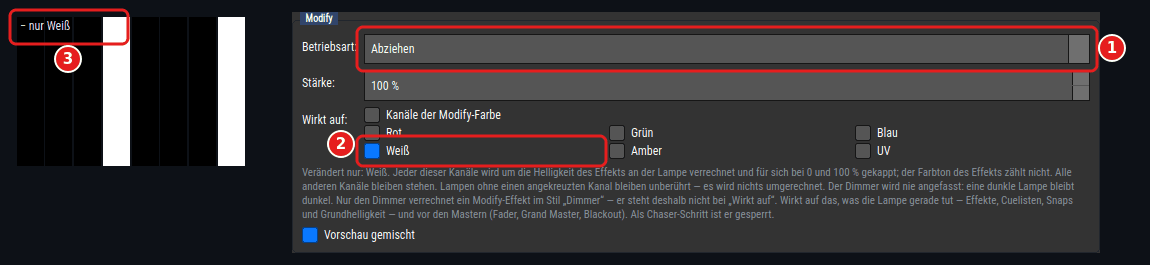 – nur Weiß
3
Modify
Betriebsart: Abziehen
1
Stärke: 100 %
Wirkt auf: Kanäle der Modify-Farbe
Rot Grün Blau
2
Weiß Amber UV
Verändert nur: Weiß. Jeder dieser Kanäle wird um die Helligkeit des Effekts an der Lampe verrechnet und für sich bei 0 und 100 % gekappt; der Farbton des Effekts zählt nicht. Alle
anderen Kanäle bleiben stehen. Lampen ohne einen angekreuzten Kanal bleiben unberührt — es wird nichts umgerechnet. Der Dimmer wird nie angefasst: eine dunkle Lampe bleibt
dunkel. Nur den Dimmer verrechnet ein Modify-Effekt im Stil „Dimmer“ — er steht deshalb nicht bei „Wirkt auf“. Wirkt auf das, was die Lampe gerade tut — Effekte, Cuelisten, Snaps
und Grundhelligkeit — und vor den Mastern (Fader, Grand Master, Blackout). Als Chaser-Schritt ist er gesperrt.
Vorschau gemischt